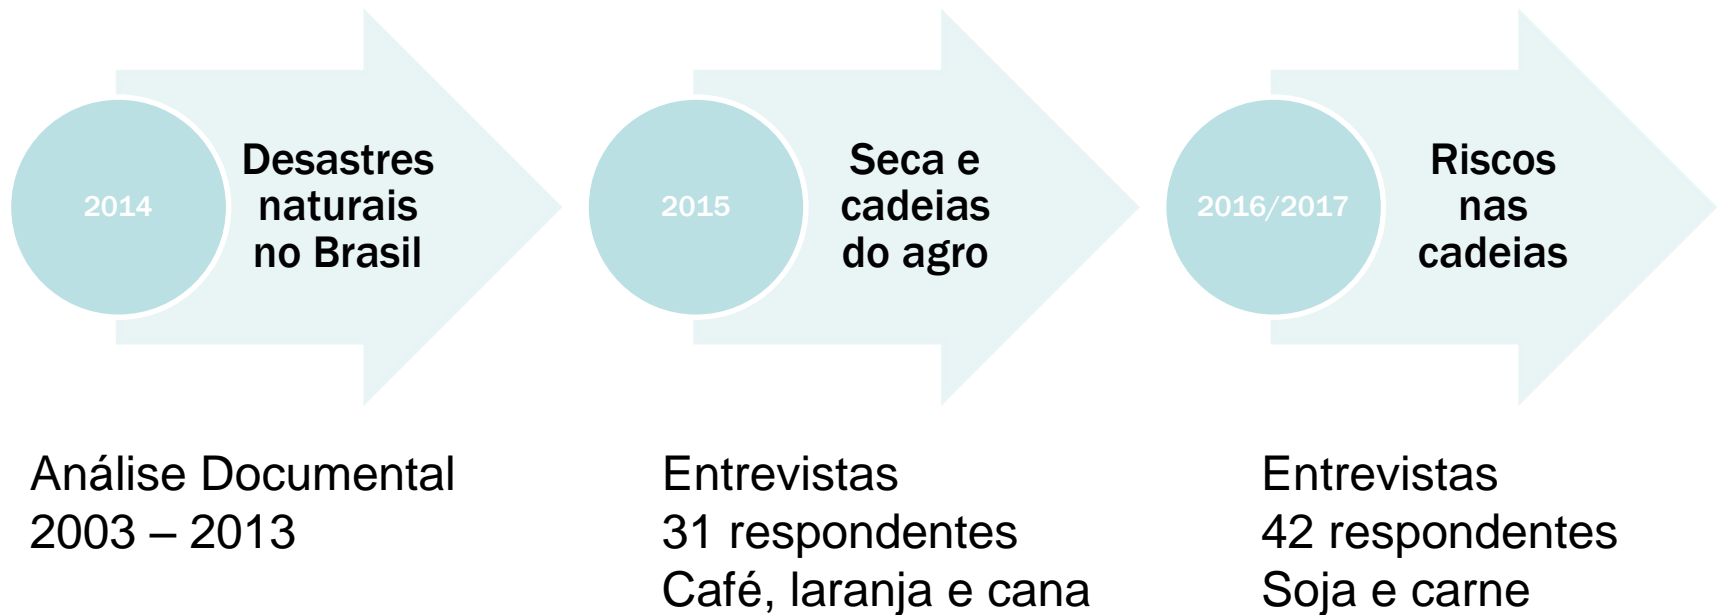 2014
Desastres
naturais
no Brasil
2015
Seca e
cadeias
do agro
2016/2017
Riscos
nas
cadeias
Análise Documental
2003 – 2013
Entrevistas
31 respondentes
Café, laranja e cana
Entrevistas
42 respondentes
Soja e carne